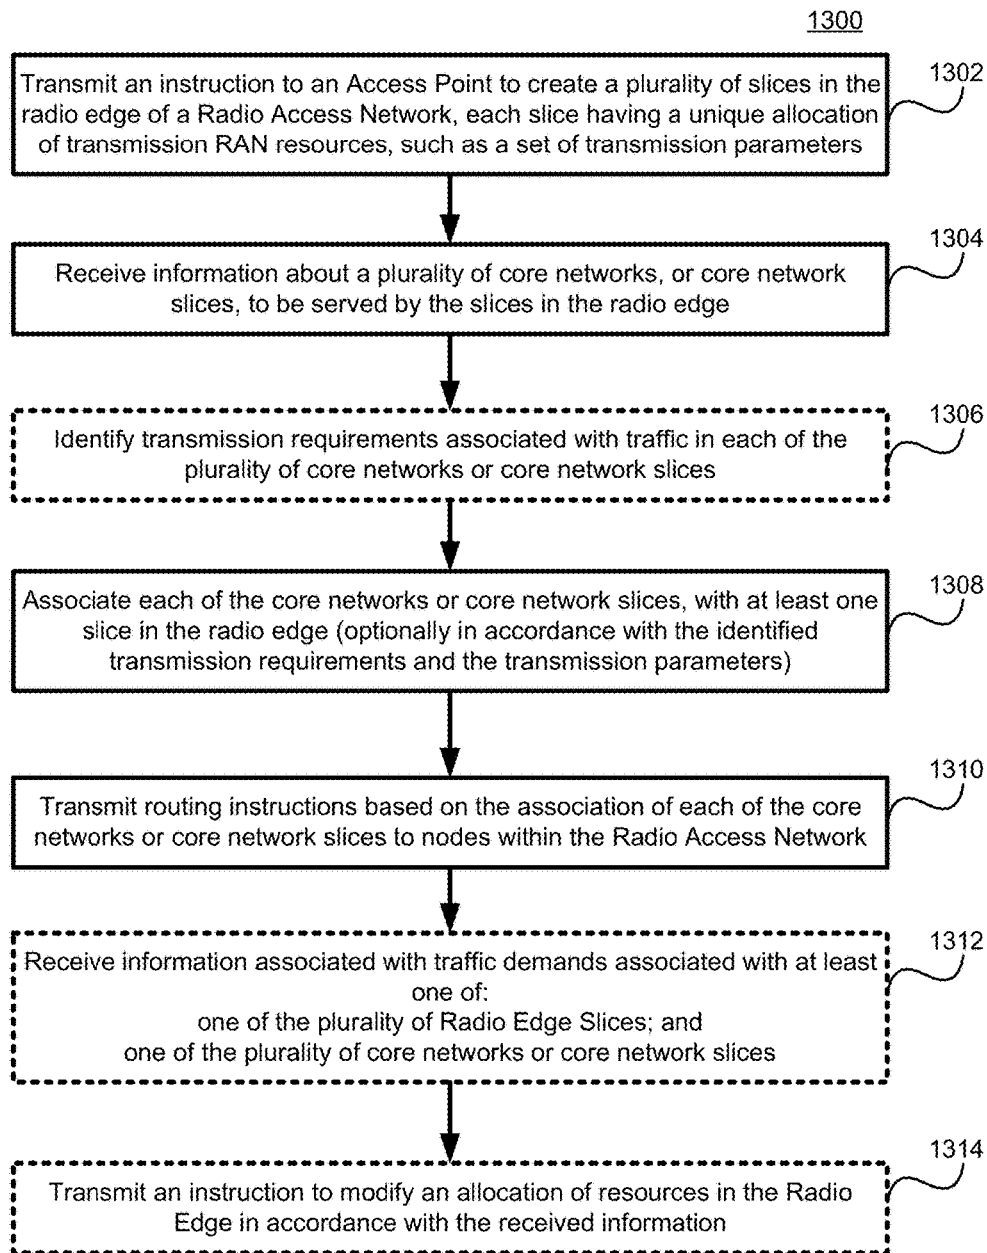 1300
Transmit an instruction to an Access Point to create a plurality of slices in the
radio edge of a Radio Access Network, each slice having a unique allocation
of transmission RAN resources, such as a set of transmission parameters
1302
Receive information about a plurality of core networks, or core network
slices, to be served by the slices in the radio edge
1304
Identify transmission requirements associated with traffic in each of the
plurality of core networks or core network slices
1306
Associate each of the core networks or core network slices, with at least one
slice in the radio edge (optionally in accordance with the identified
transmission requirements and the transmission parameters)
1308
Transmit routing instructions based on the association of each of the core
networks or core network slices to nodes within the Radio Access Network
1310
Receive information associated with traffic demands associated with at least
one of:
one of the plurality of Radio Edge Slices; and
one of the plurality of core networks or core network slices
1312
Transmit an instruction to modify an allocation of resources in the Radio
Edge in accordance with the received information
1314